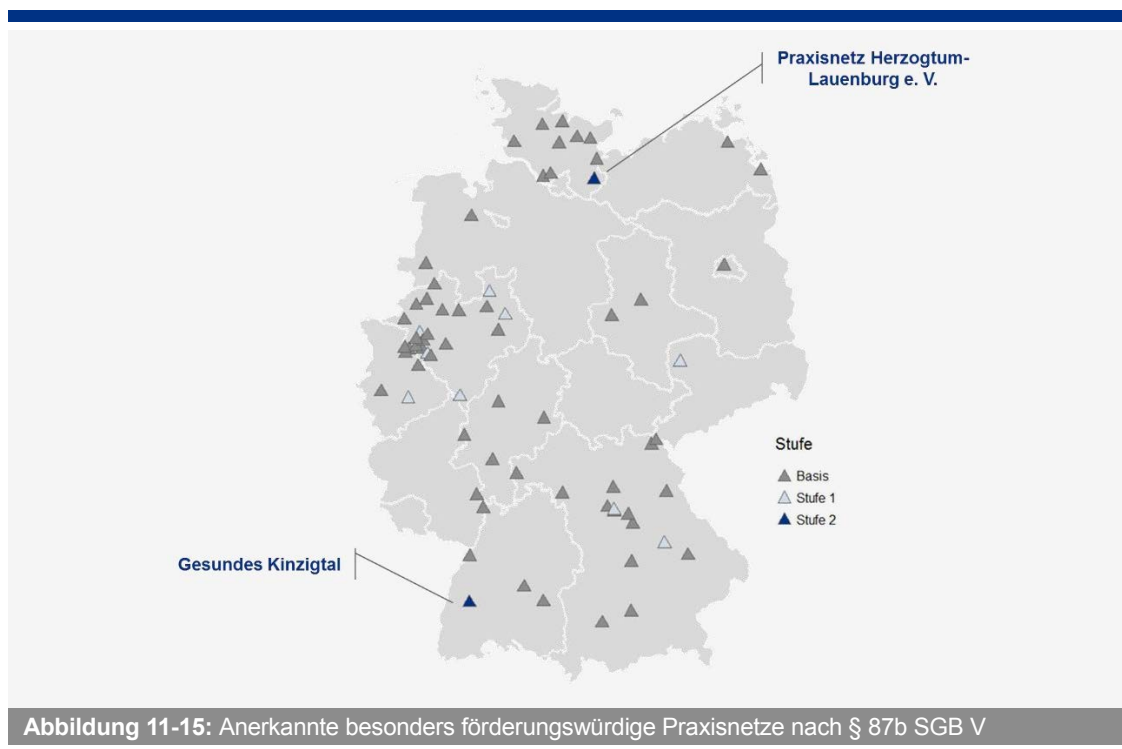 Praxisnetz Herzogtum-
Lauenburg e. V.
Stufe
Basis
Stufe 1
Stufe 2
Gesundes Kinzigtal
Abbildung 11-15: Anerkannte besonders förderungswürdige Praxisnetze nach § 87b SGB V